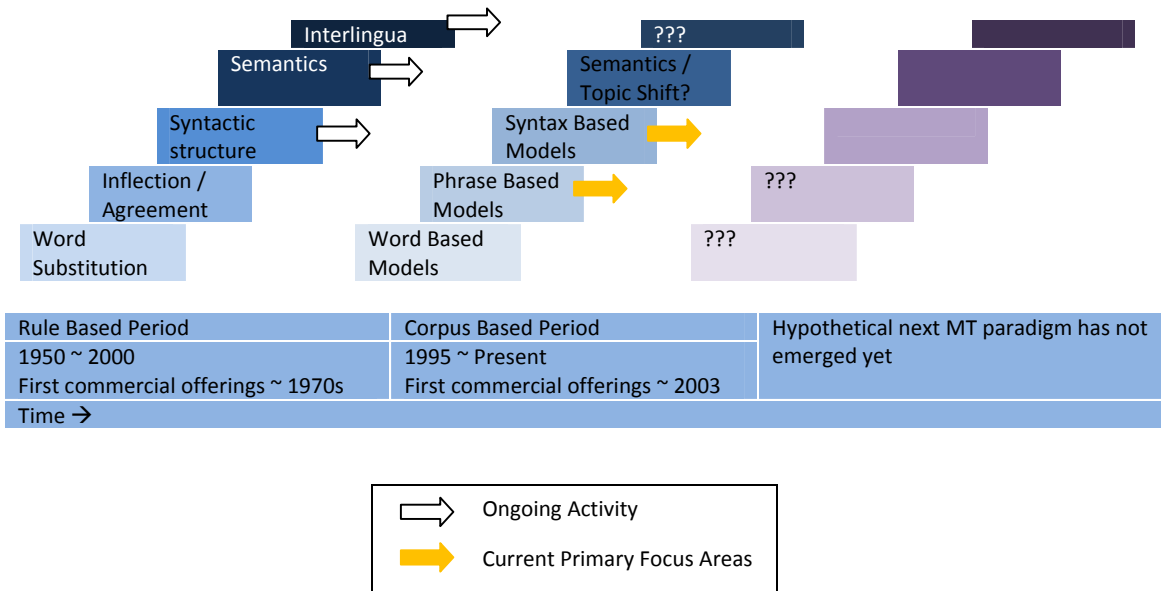 Interlingua
???
Semantics
Semantics /
Topic Shift?
Syntactic
structure
Syntax Based
Models
Inflection /
Agreement
Phrase Based
Models
???
Word
Substitution
Word Based
Models
???
Rule Based Period
Corpus Based Period
Hypothetical next MT paradigm has not
emerged yet
1950 ~ 2000
First commercial offerings ~ 1970s
1995 ~ Present
First commercial offerings ~ 2003
Time →
Ongoing Activity
Current Primary Focus Areas